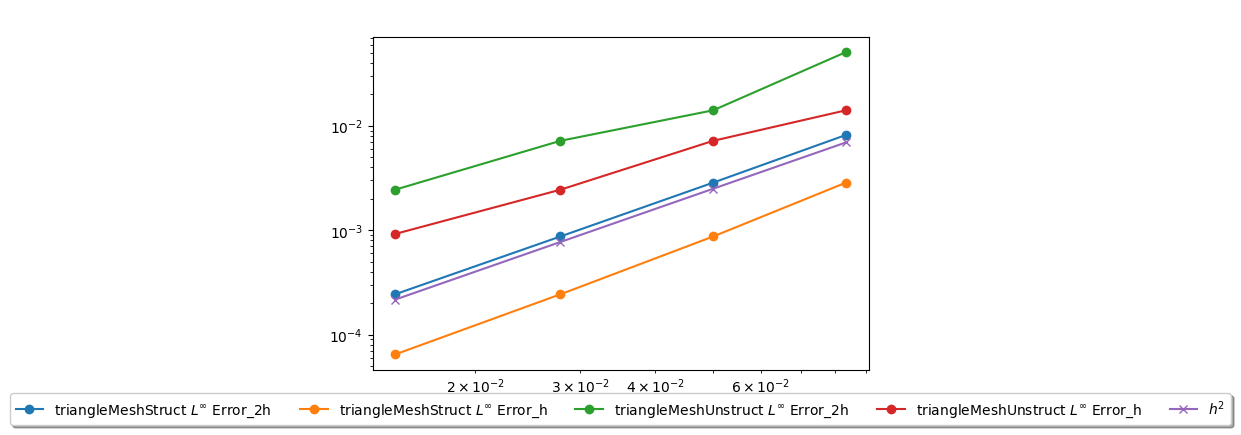 10⁻²
10⁻³
10⁻⁴
2 × 10⁻² 3 × 10⁻² 4 × 10⁻² 6 × 10⁻²
triangleMeshStruct L∞ Error_2h triangleMeshStruct L∞ Error_h triangleMeshUnstruct L∞ Error_2h triangleMeshUnstruct L∞ Error_h h²